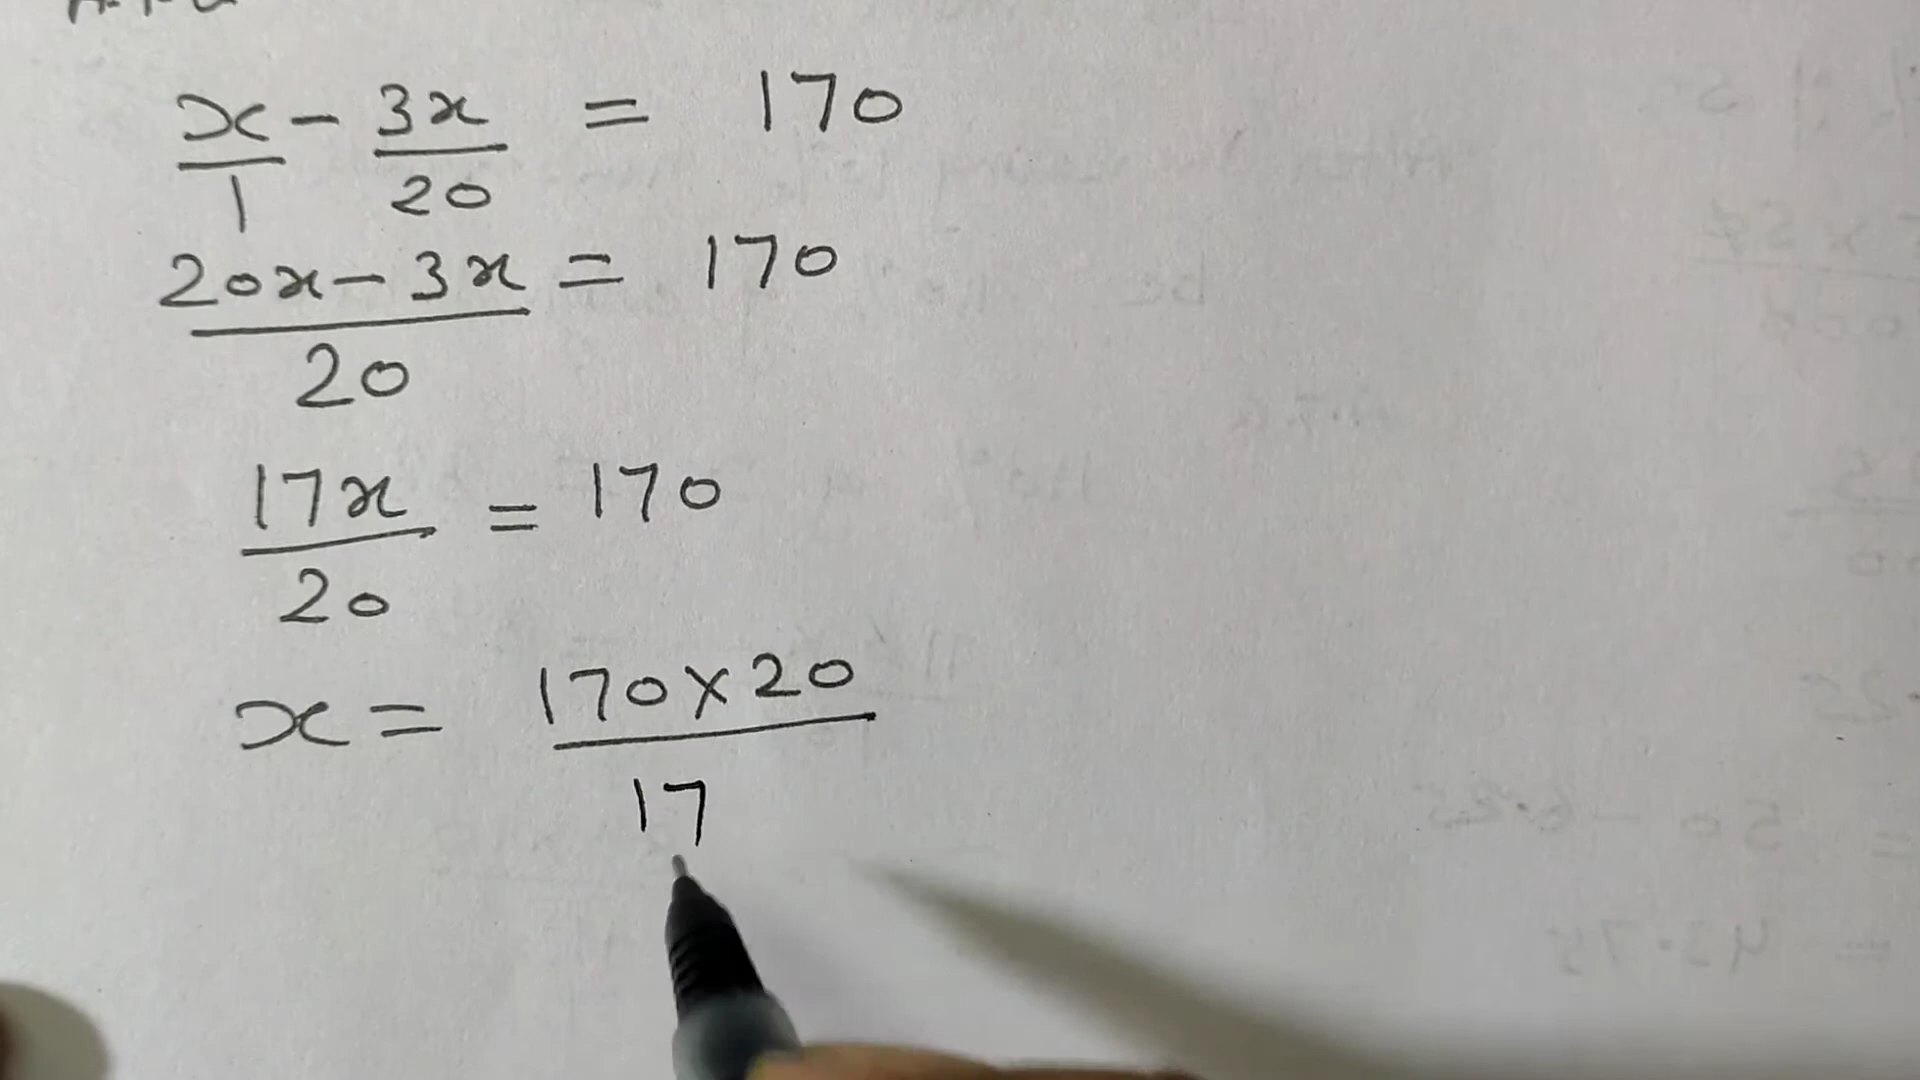 x/1 - 3x/20 = 170
20x - 3x/20 = 170
17x/20 = 170
x = 170 x 20/17